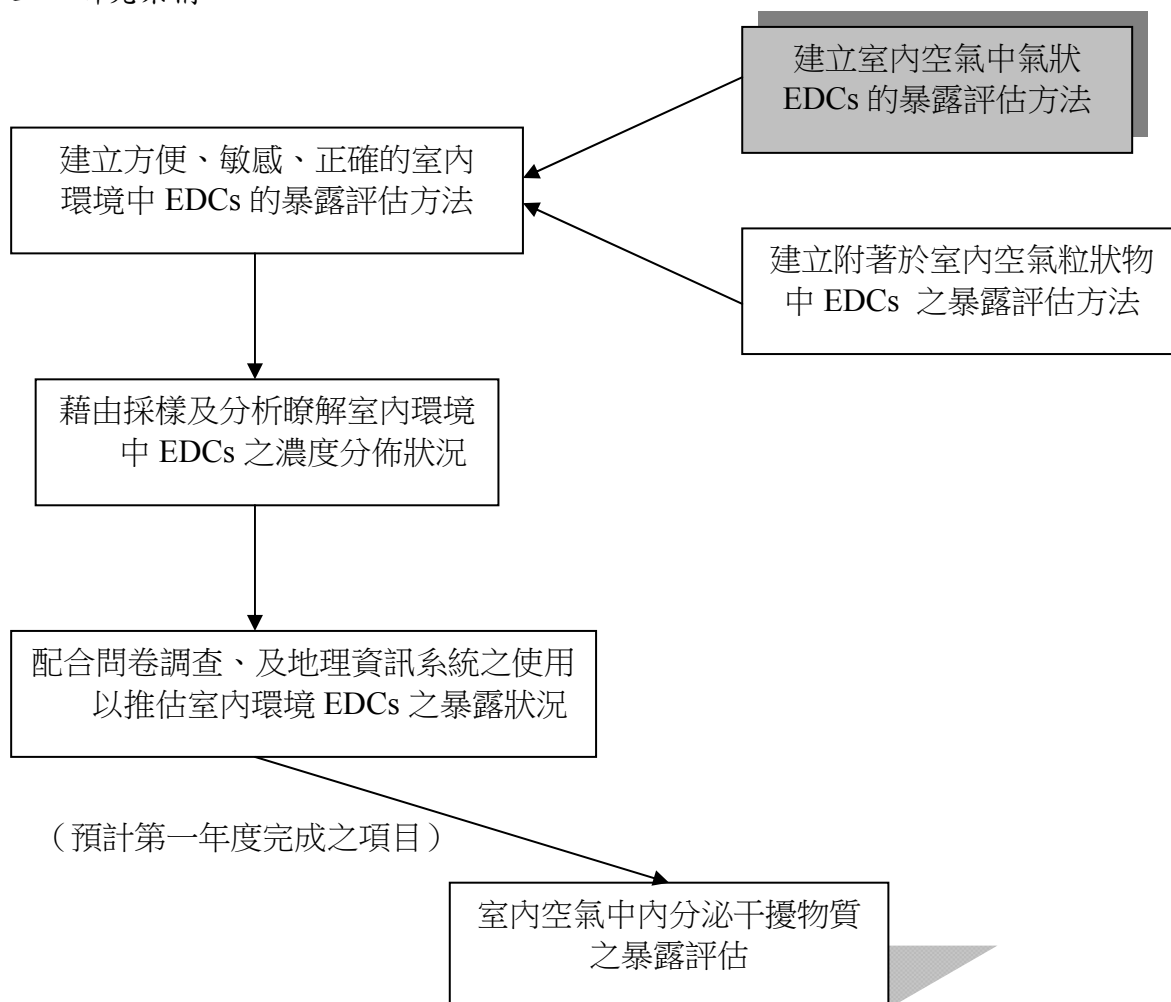 建立室內空氣中氣狀
EDCs 的暴露評估方法
建立方便、敏感、正確的室內
環境中 EDCs 的暴露評估方法
建立附著於室內空氣粒狀物
中 EDCs 之暴露評估方法
藉由採樣及分析瞭解室內環境
中 EDCs 之濃度分佈狀況
配合問卷調查、及地理資訊系統之使用
以推估室內環境 EDCs 之暴露狀況
（預計第一年度完成之項目）
室內空氣中內分泌干擾物質
之暴露評估